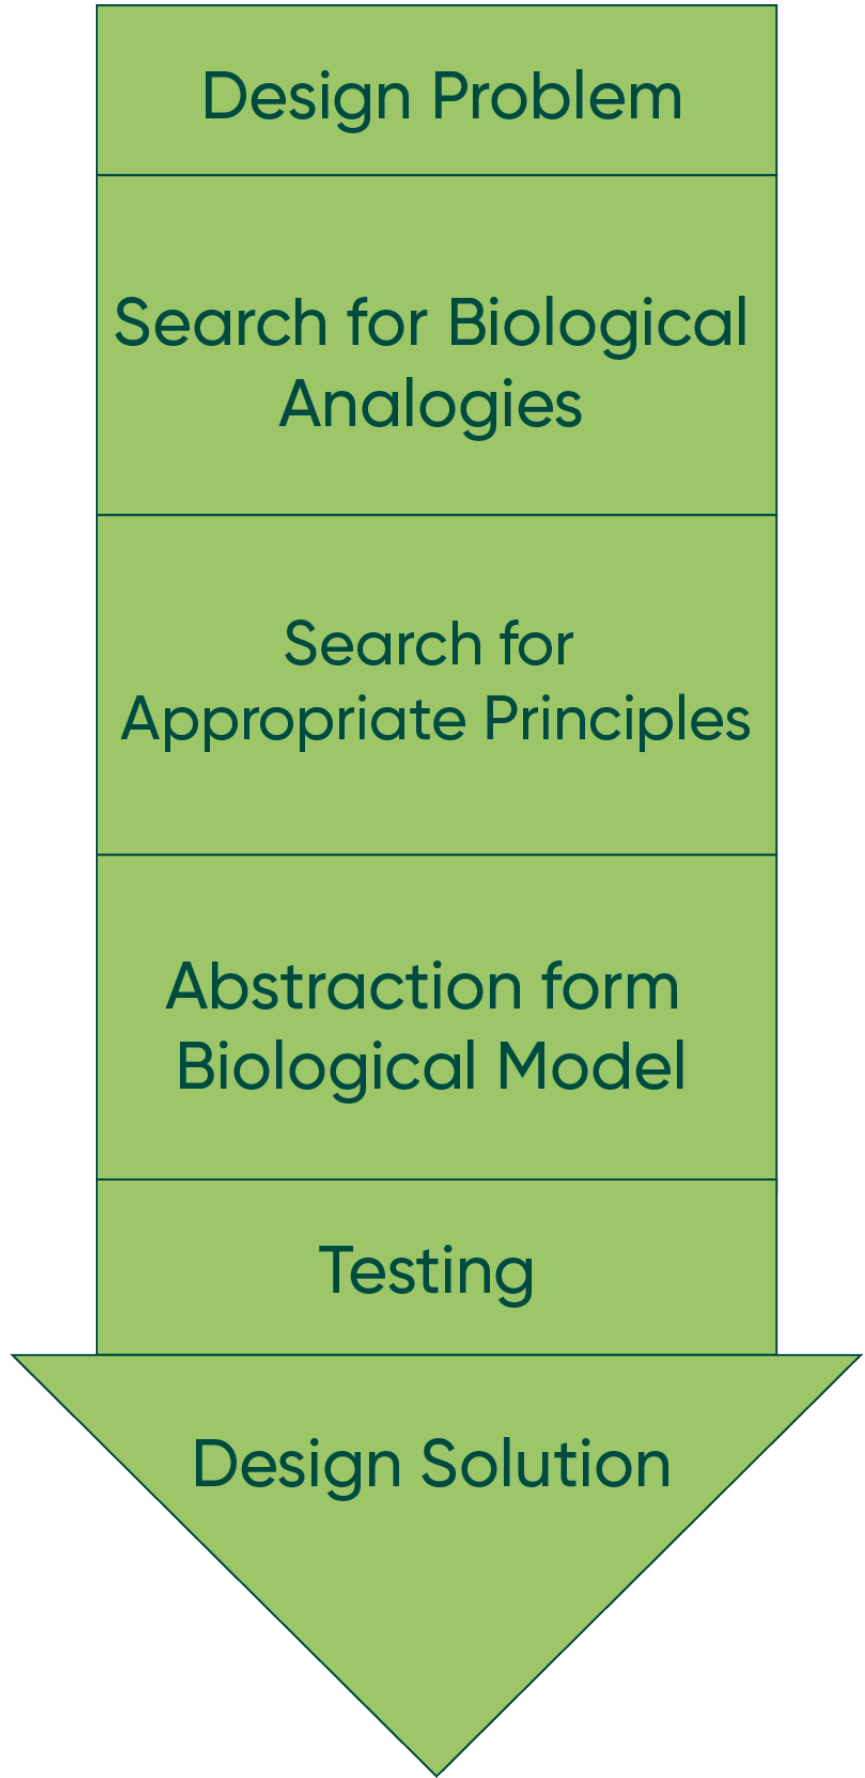 Design Problem
Search for Biological
Analogies
Search for
Appropriate Principles
Abstraction form
Biological Model
Testing
Design Solution